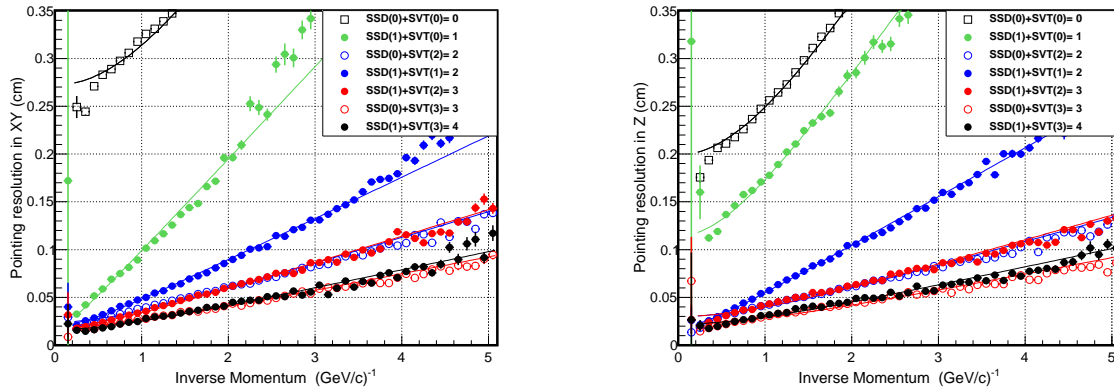 Pointing resolution in XY (cm)
0.35
0.3
0.25
0.2
0.15
0.1
0.05
0
0 1 2 3 4 5
Inverse Momentum (GeV/c)-1
SSD(0)+SVT(0)= 0
SSD(1)+SVT(0)= 1
SSD(0)+SVT(2)= 2
SSD(1)+SVT(1)= 2
SSD(1)+SVT(2)= 3
SSD(0)+SVT(3)= 3
SSD(1)+SVT(3)= 4
Pointing resolution in Z (cm)
0.35
0.3
0.25
0.2
0.15
0.1
0.05
0
0 1 2 3 4 5
Inverse Momentum (GeV/c)-1
SSD(0)+SVT(0)= 0
SSD(1)+SVT(0)= 1
SSD(0)+SVT(2)= 2
SSD(1)+SVT(1)= 2
SSD(1)+SVT(2)= 3
SSD(0)+SVT(3)= 3
SSD(1)+SVT(3)= 4